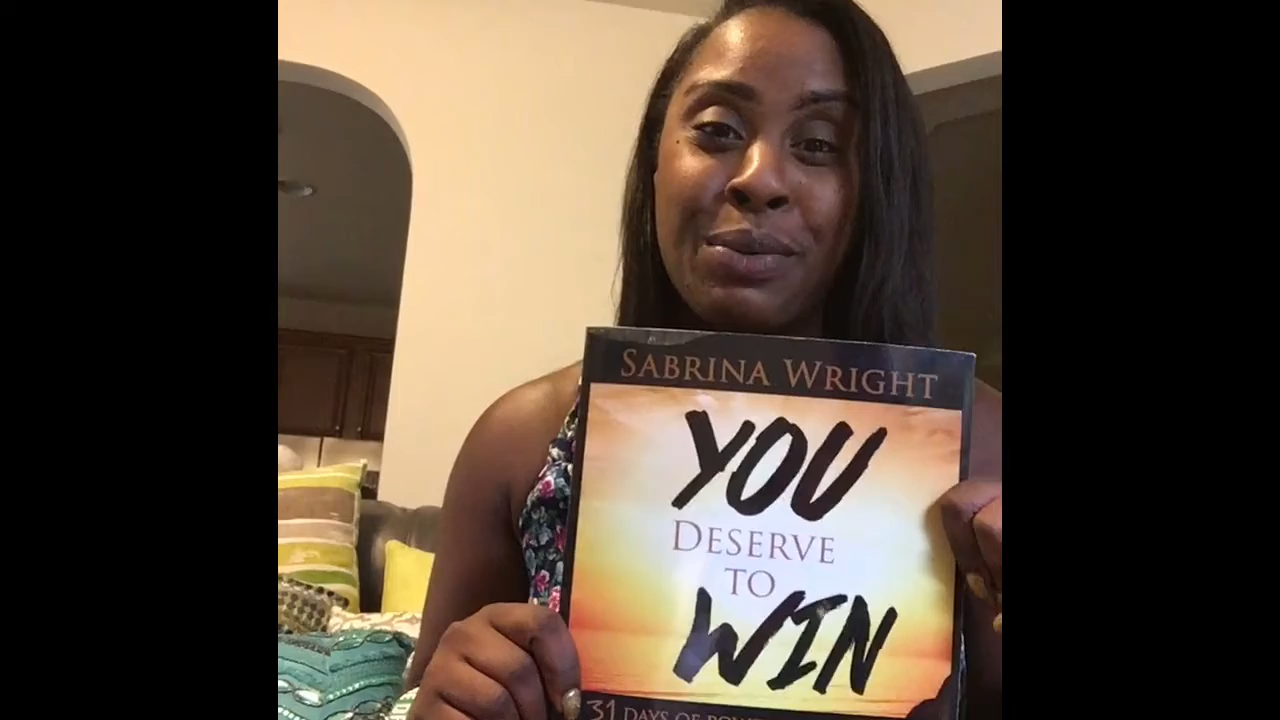 SABRINA WRIGHT
YOU
DESERVE
TO
WIN
31 DAYS OF